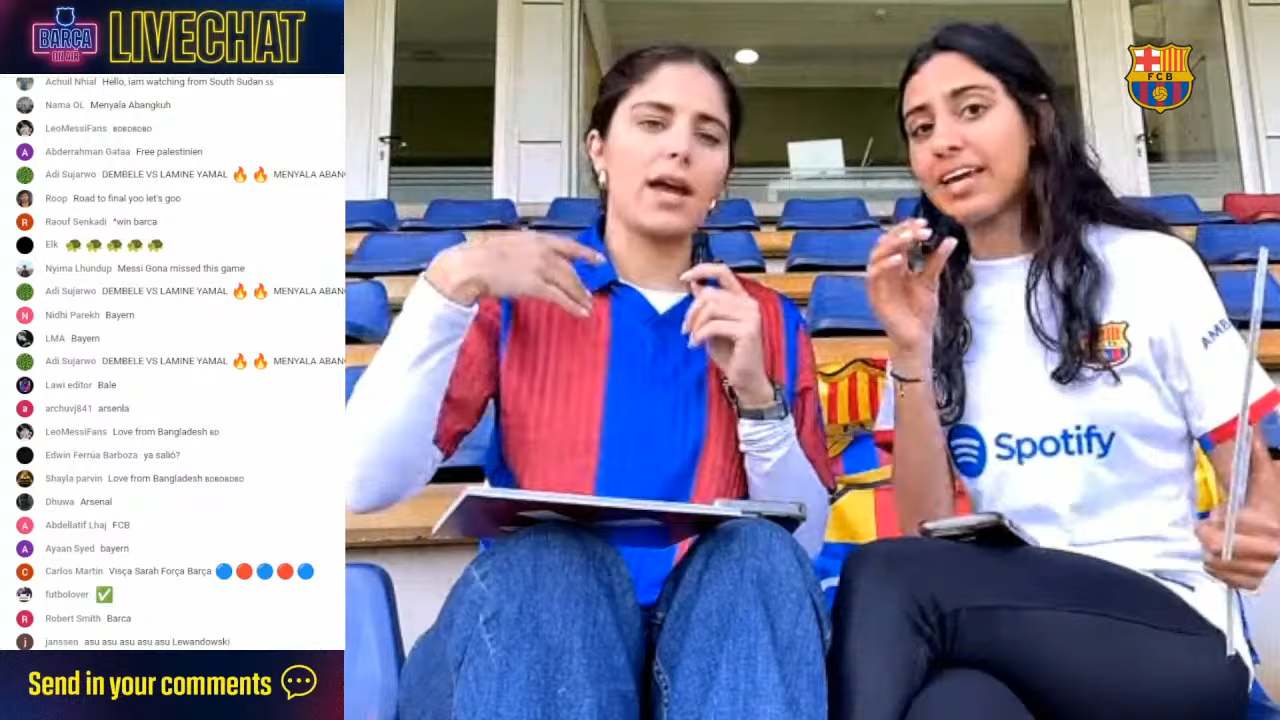 BARÇA
ON AIR
LIVECHAT
Achuil Nhial Hello, iam watching from South Sudan ss
Nama OL Menyala Abangkuh
LeoMessiFans BDBDBDBD
A Abderrahman Gataa Free palestinien
Adi Sujarwo DEMBELE VS LAMINE YAMAL 🔥 🔥 MENYALA ABAN
Roop Road to final yoo let's goo
R Raouf Senkadi ^win barca
Elk 🐢🐢🐢🐢🐢
Nyima Lhundup Messi Gona missed this game
Adi Sujarwo DEMBELE VS LAMINE YAMAL 🔥 🔥 MENYALA ABAN
N Nidhi Parekh Bayern
LMA Bayern
Adi Sujarwo DEMBELE VS LAMINE YAMAL 🔥 🔥 MENYALA ABAN
Lawi editor Bale
a archuvj841 arsenla
LeoMessiFans Love from Bangladesh BD
Edwin Ferrúa Barboza ya salió?
Shayla parvin Love from Bangladesh BDBDBDBD
Dhuwa Arsenal
A Abdellatif Lhaj FCB
A Ayaan Syed bayern
C Carlos Martin Visça Sarah Força Barça 🔵🔴🔵🔴🔵
futbolover ✅
R Robert Smith Barca
j janssen asu asu asu asu asu Lewandowski
Send in your comments
FCB
Spotify
AMB